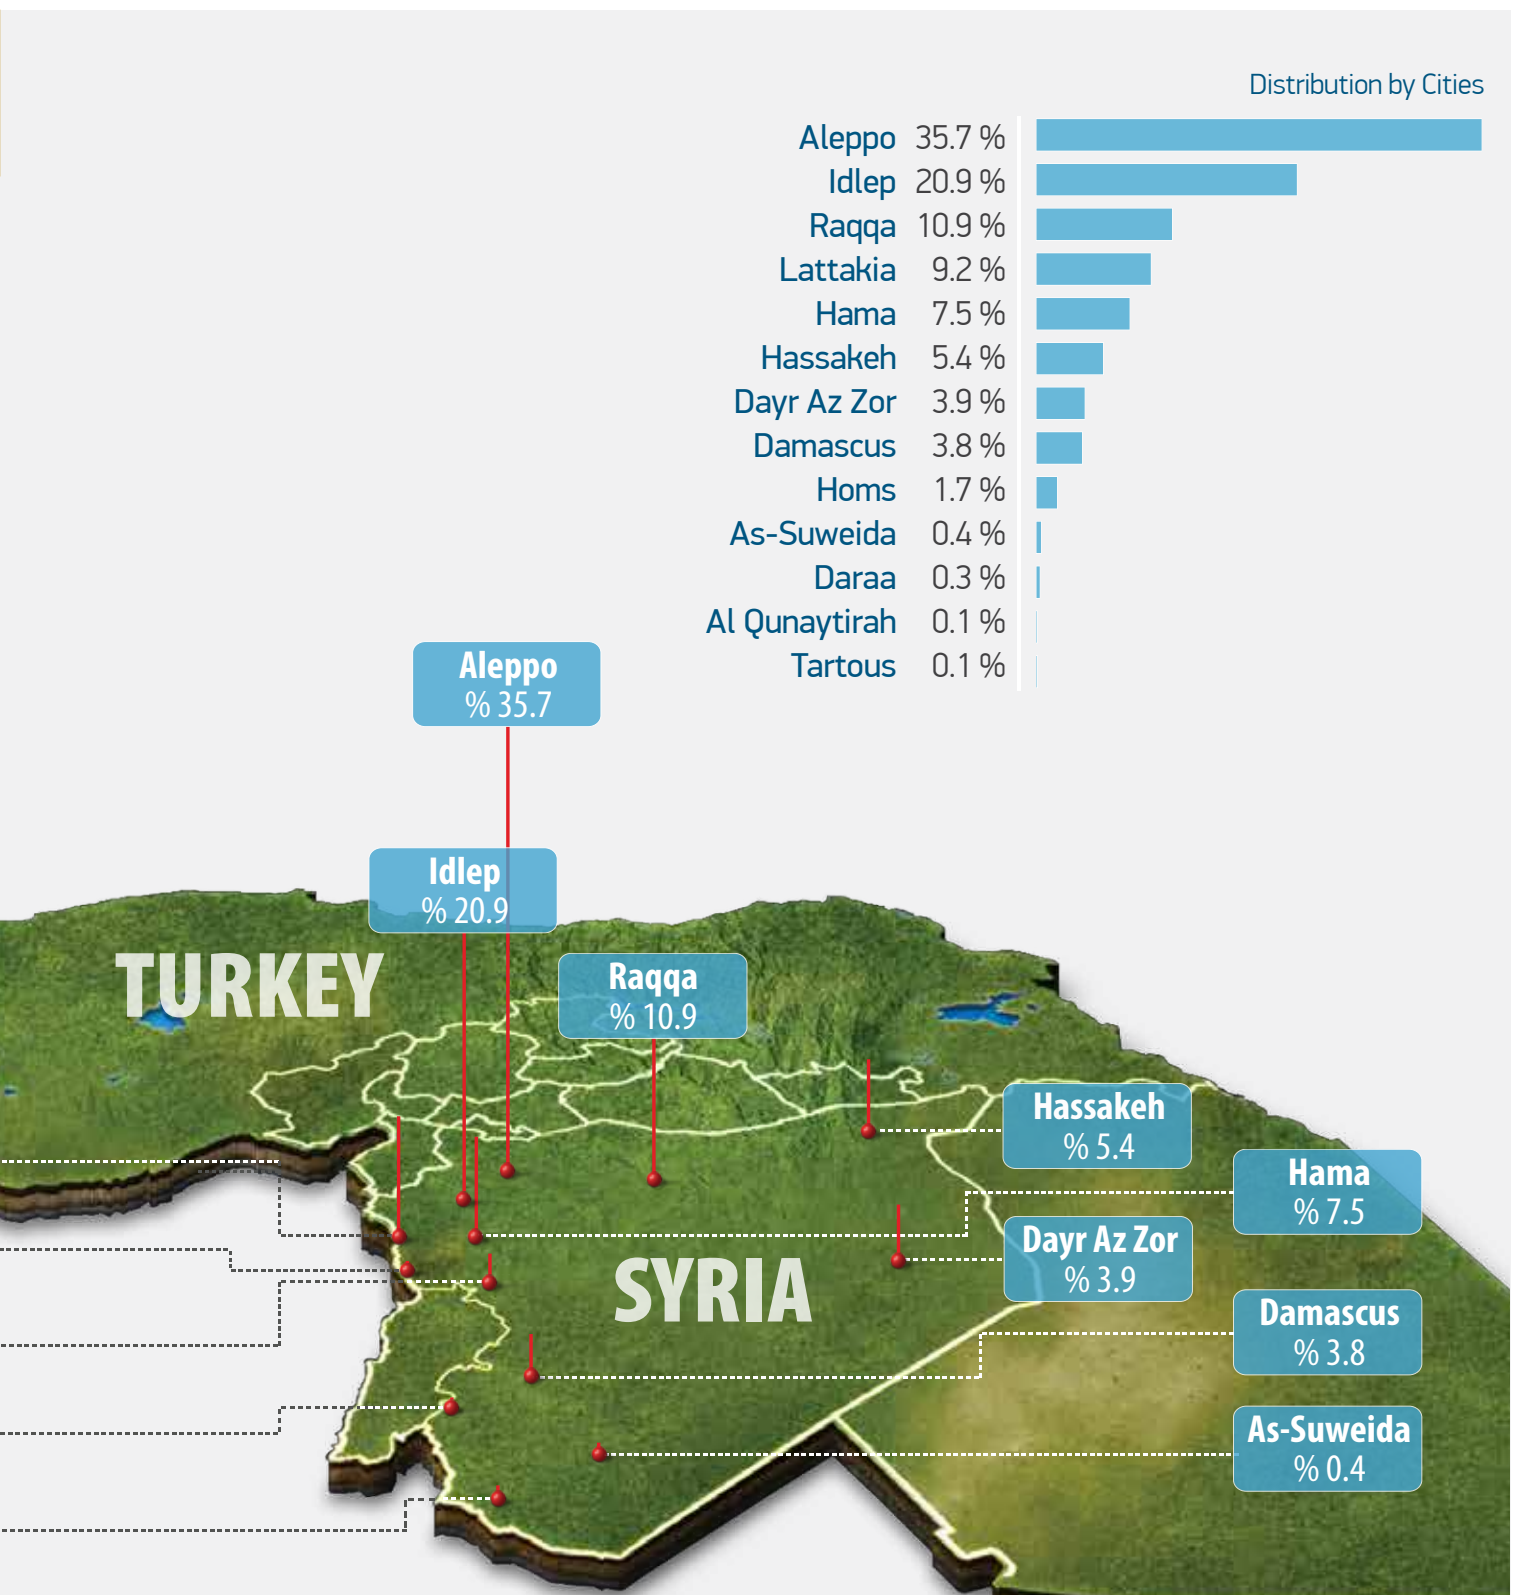 Distribution by Cities
Aleppo 35.7 %
Idlep 20.9 %
Raqqa 10.9 %
Lattakia 9.2 %
Hama 7.5 %
Hassakeh 5.4 %
Dayr Az Zor 3.9 %
Damascus 3.8 %
Homs 1.7 %
As-Suweida 0.4 %
Daraa 0.3 %
Al Qunaytirah 0.1 %
Tartous 0.1 %
Aleppo
% 35.7
Idlep
% 20.9
TURKEY
Raqqa
% 10.9
Hassakeh
% 5.4
Hama
% 7.5
Dayr Az Zor
% 3.9
SYRIA
Damascus
% 3.8
As-Suweida
% 0.4